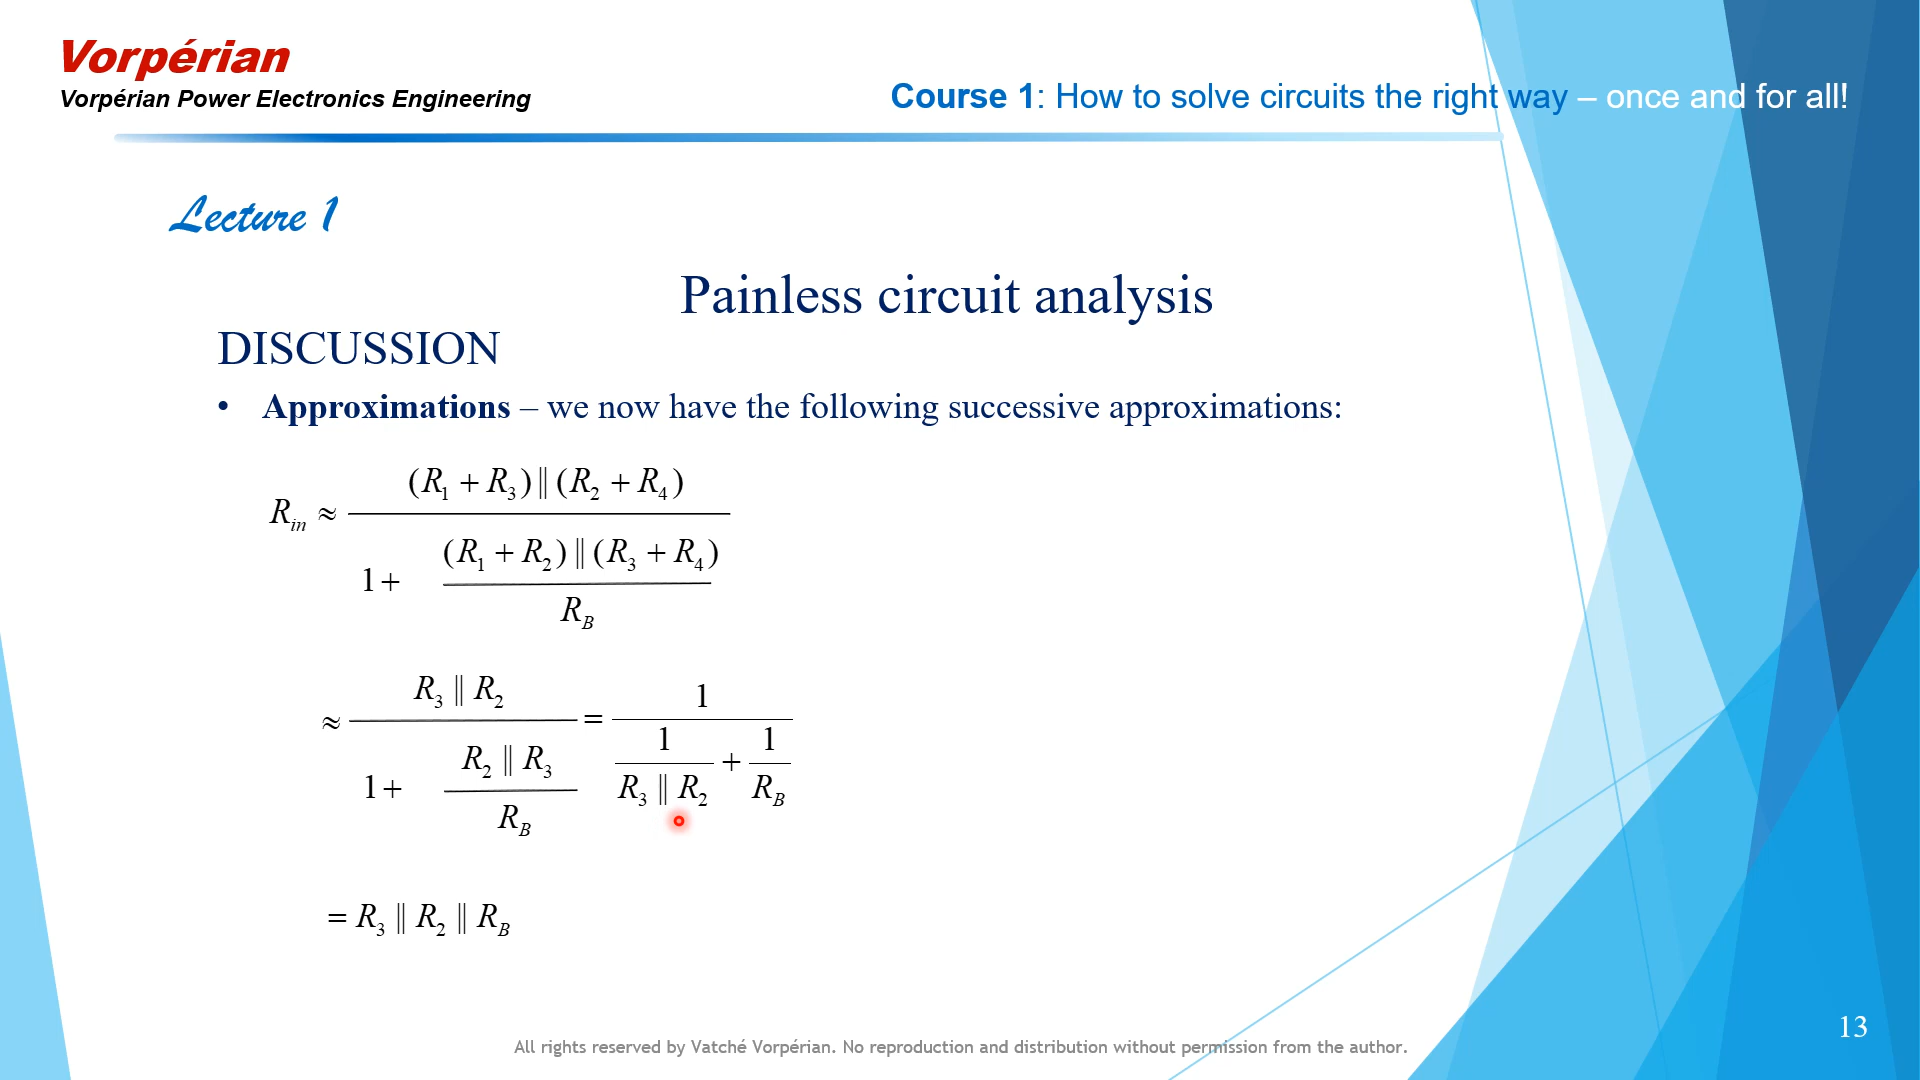 Vorpérian
Vorpérian Power Electronics Engineering
Course 1: How to solve circuits the right way – once and for all!
Lecture 1
Painless circuit analysis
DISCUSSION
• Approximations – we now have the following successive approximations:
R_in ≈ ((R_1 + R_3) || (R_2 + R_4)) / (1 + ((R_1 + R_2) || (R_3 + R_4)) / R_B)
≈ (R_3 || R_2) / (1 + (R_2 || R_3) / R_B) = 1 / (1 / (R_3 || R_2) + 1 / R_B)
= R_3 || R_2 || R_B
13
All rights reserved by Vatché Vorpérian. No reproduction and distribution without permission from the author.